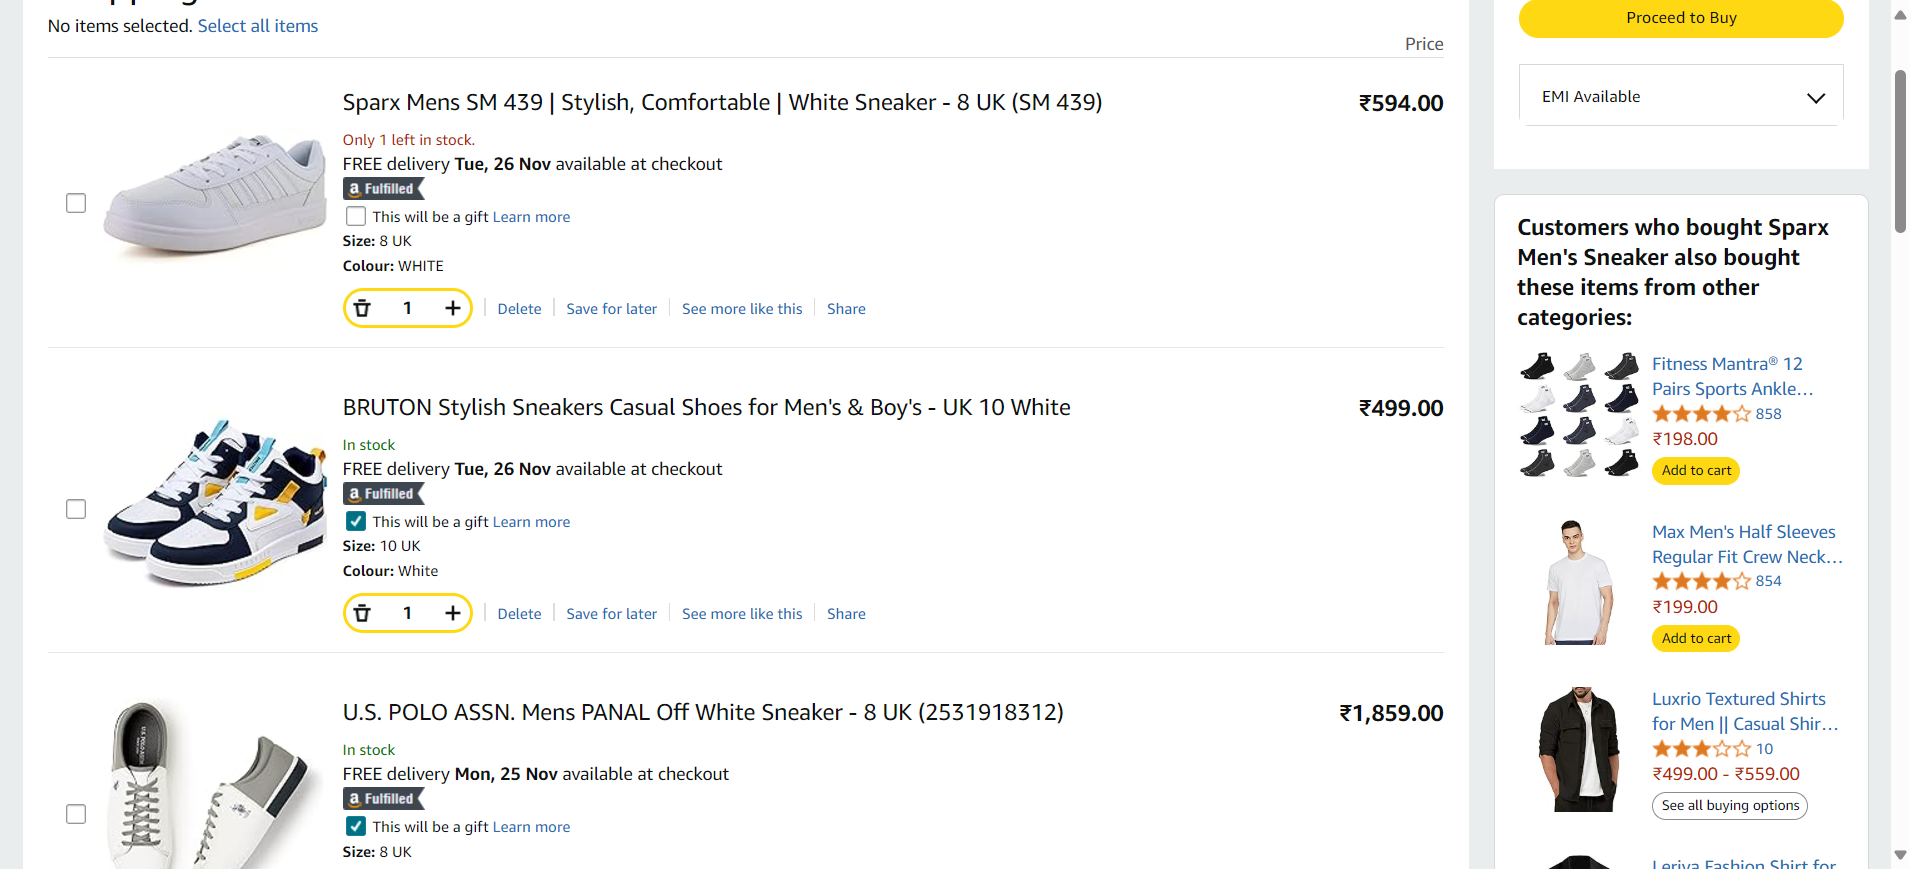 No items selected. Select all items
Price
Sparx Mens SM 439 | Stylish, Comfortable | White Sneaker - 8 UK (SM 439)
₹594.00
Only 1 left in stock.
FREE delivery Tue, 26 Nov available at checkout
a Fulfilled
This will be a gift Learn more
Size: 8 UK
Colour: WHITE
1 + Delete Save for later See more like this Share
BRUTON Stylish Sneakers Casual Shoes for Men's & Boy's - UK 10 White
₹499.00
In stock
FREE delivery Tue, 26 Nov available at checkout
a Fulfilled
This will be a gift Learn more
Size: 10 UK
Colour: White
1 + Delete Save for later See more like this Share
U.S. POLO ASSN. Mens PANAL Off White Sneaker - 8 UK (2531918312)
₹1,859.00
In stock
FREE delivery Mon, 25 Nov available at checkout
a Fulfilled
This will be a gift Learn more
Size: 8 UK
Proceed to Buy
EMI Available
Customers who bought Sparx
Men's Sneaker also bought
these items from other
categories:
Fitness Mantra® 12
Pairs Sports Ankle...
858
₹198.00
Add to cart
Max Men's Half Sleeves
Regular Fit Crew Neck...
854
₹199.00
Add to cart
Luxrio Textured Shirts
for Men || Casual Shir...
10
₹499.00 - ₹559.00
See all buying options
Leriya Fashion Shirt for